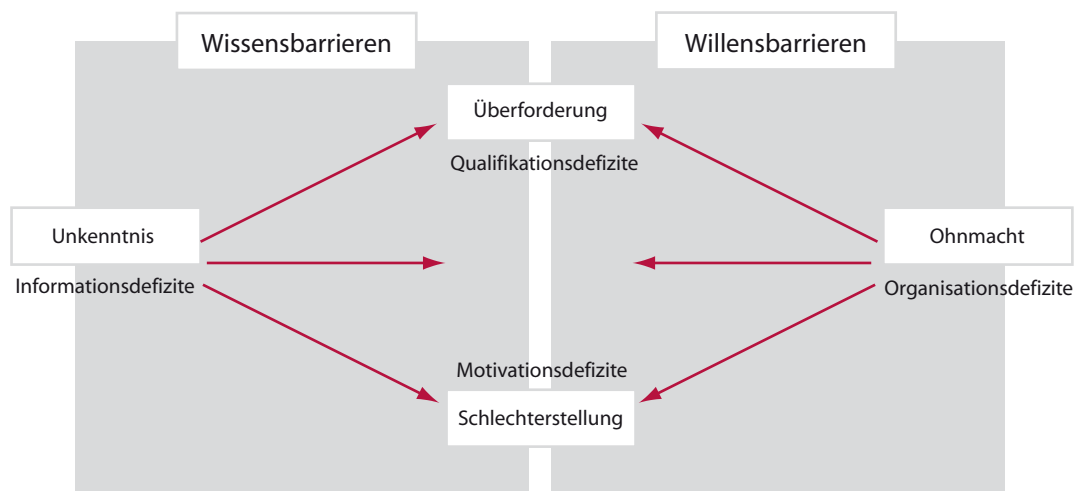 Wissensbarrieren
Willensbarrieren
Überforderung
Qualifikationsdefizite
Unkenntnis
Informationsdefizite
Ohnmacht
Organisationsdefizite
Motivationsdefizite
Schlechterstellung